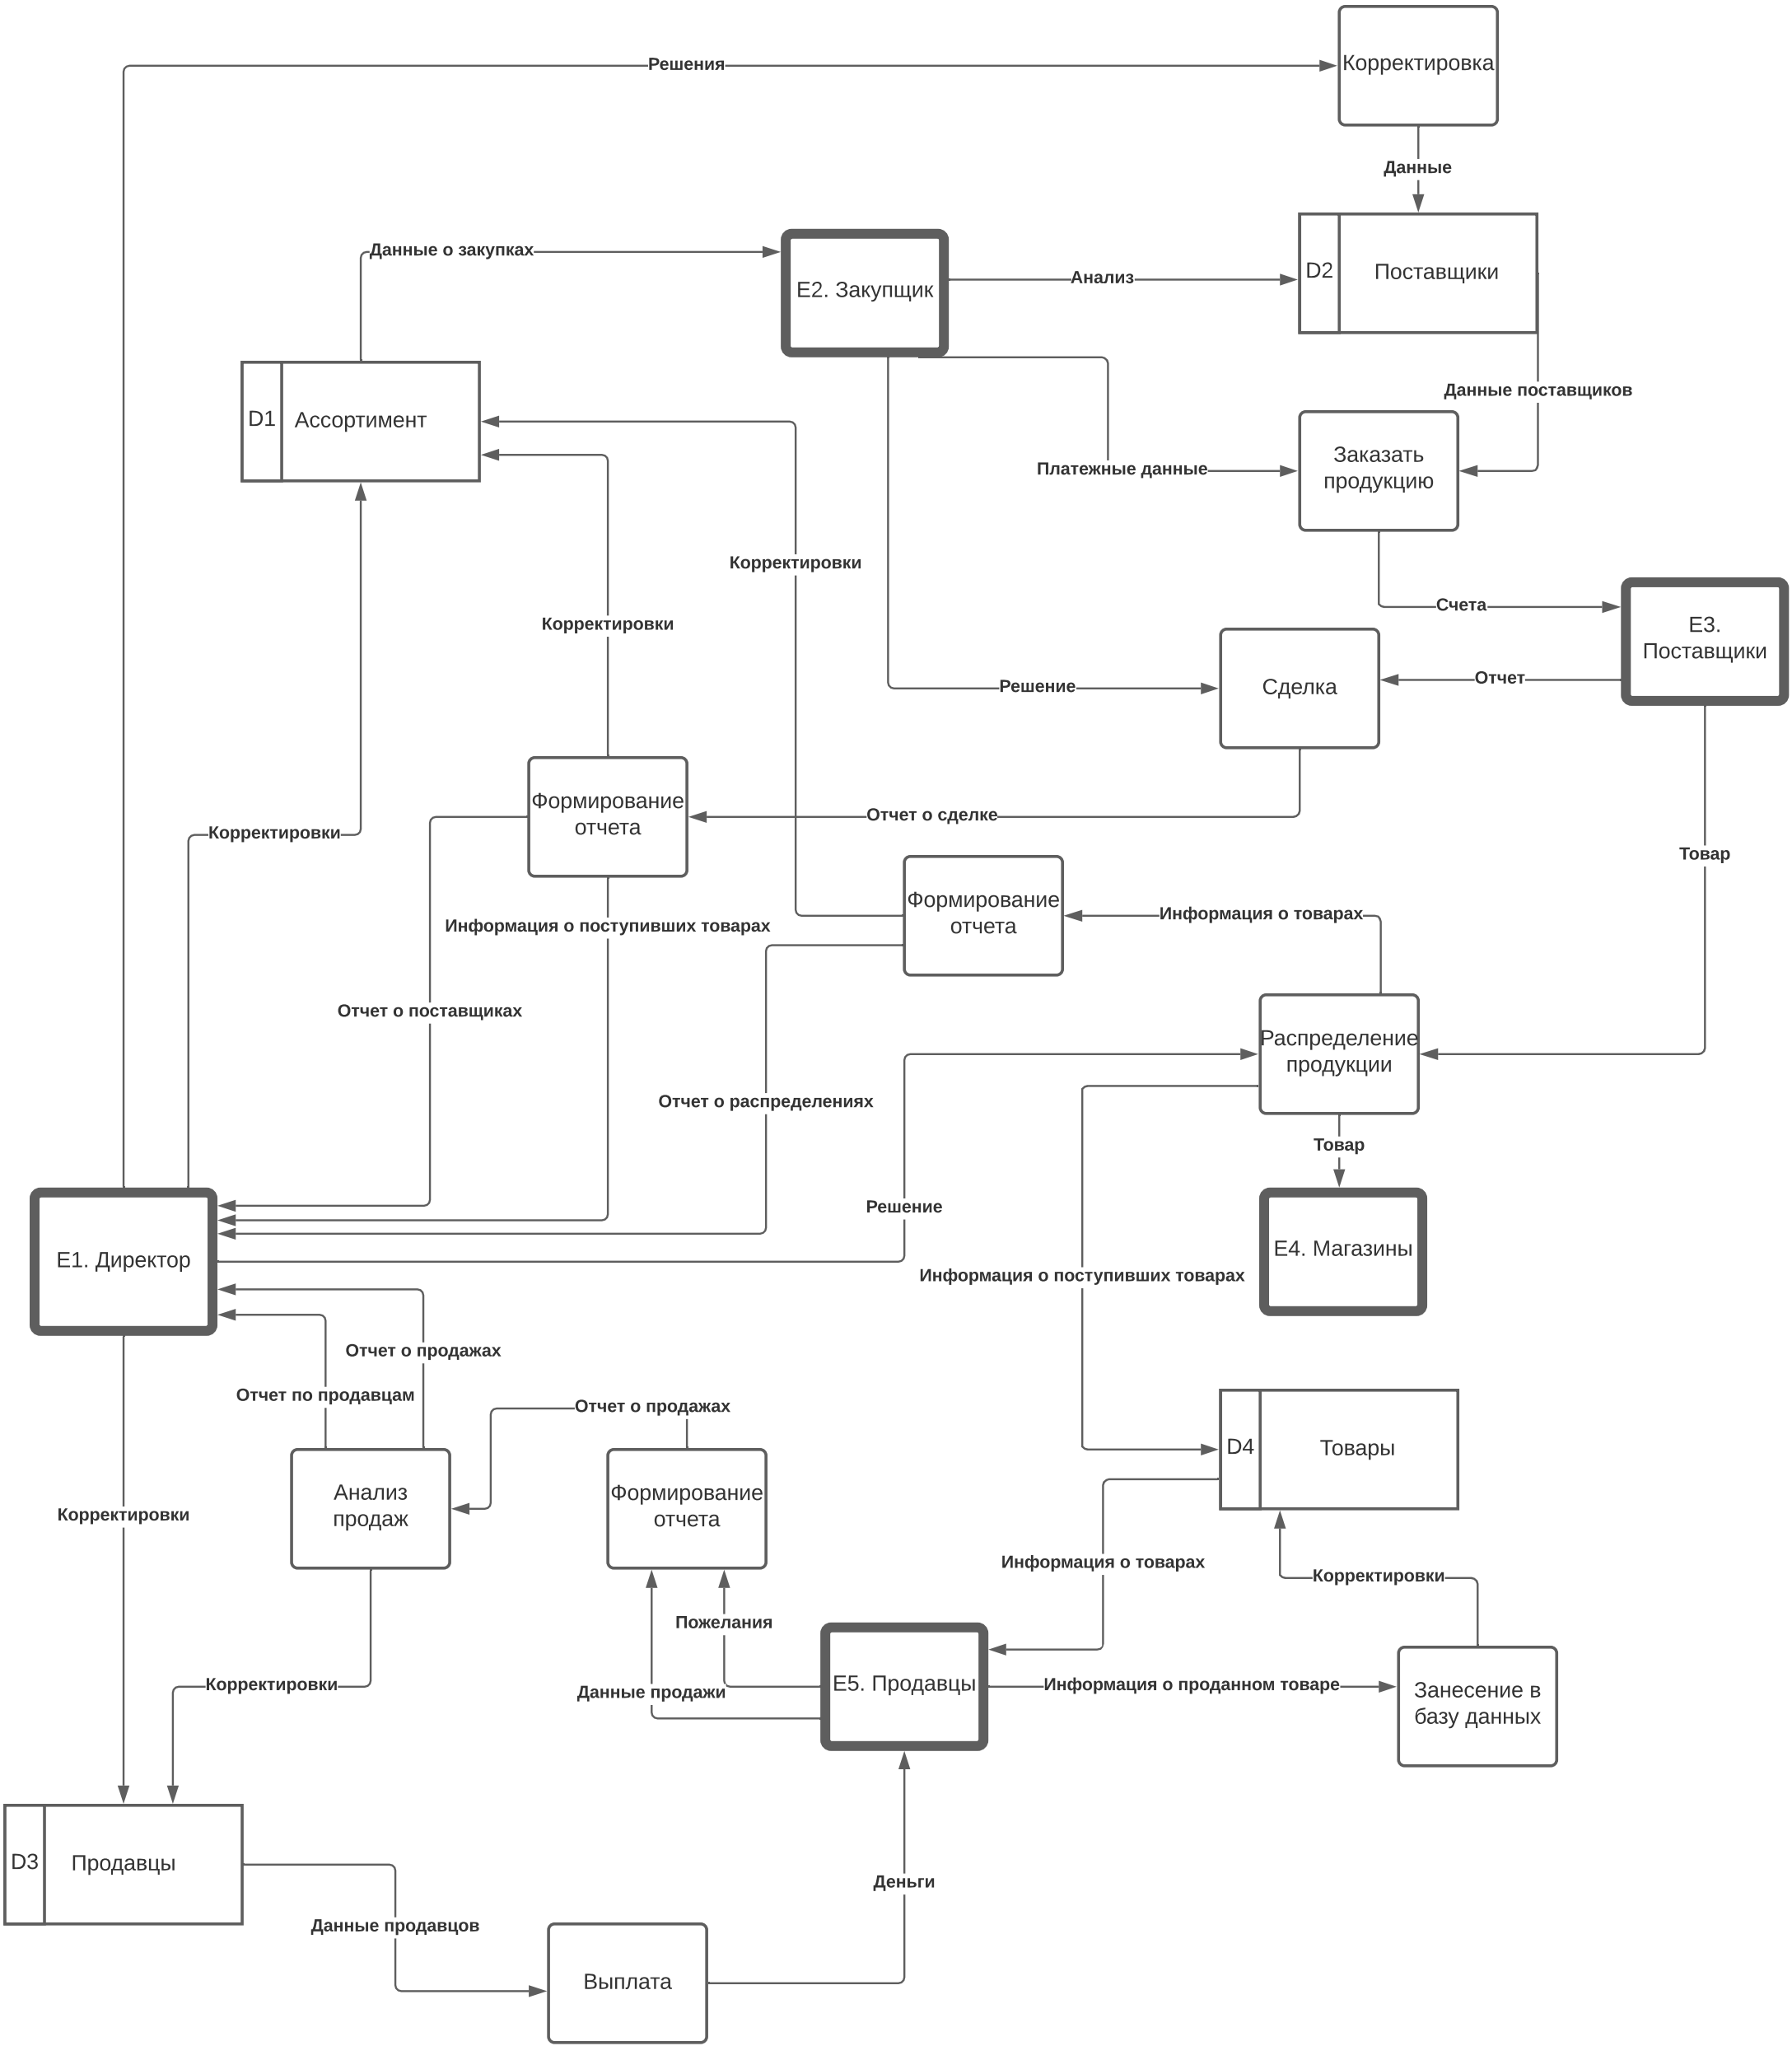 Решения
Корректировка
Данные
Данные о закупках
E2. Закупщик
Анализ
D2
Поставщики
D1
Ассортимент
Данные поставщиков
Платежные данные
Заказать
продукцию
Корректировки
Корректировки
Счета
E3.
Поставщики
Решение
Сделка
Отчет
Формирование
отчета
Отчет о сделке
Корректировки
Товар
Формирование
отчета
Информация о товарах
Информация о поступивших товарах
Отчет о поставщиках
Распределение
продукции
Отчет о распределениях
Товар
Решение
E1. Директор
E4. Магазины
Информация о поступивших товарах
Отчет о продажах
Отчет по продавцам
Отчет о продажах
D4
Товары
Анализ
продаж
Формирование
отчета
Корректировки
Информация о товарах
Корректировки
Пожелания
Данные продажи
E5. Продавцы
Информация о проданном товаре
Занесение в
базу данных
Корректировки
D3
Продавцы
Деньги
Данные продавцов
Выплата